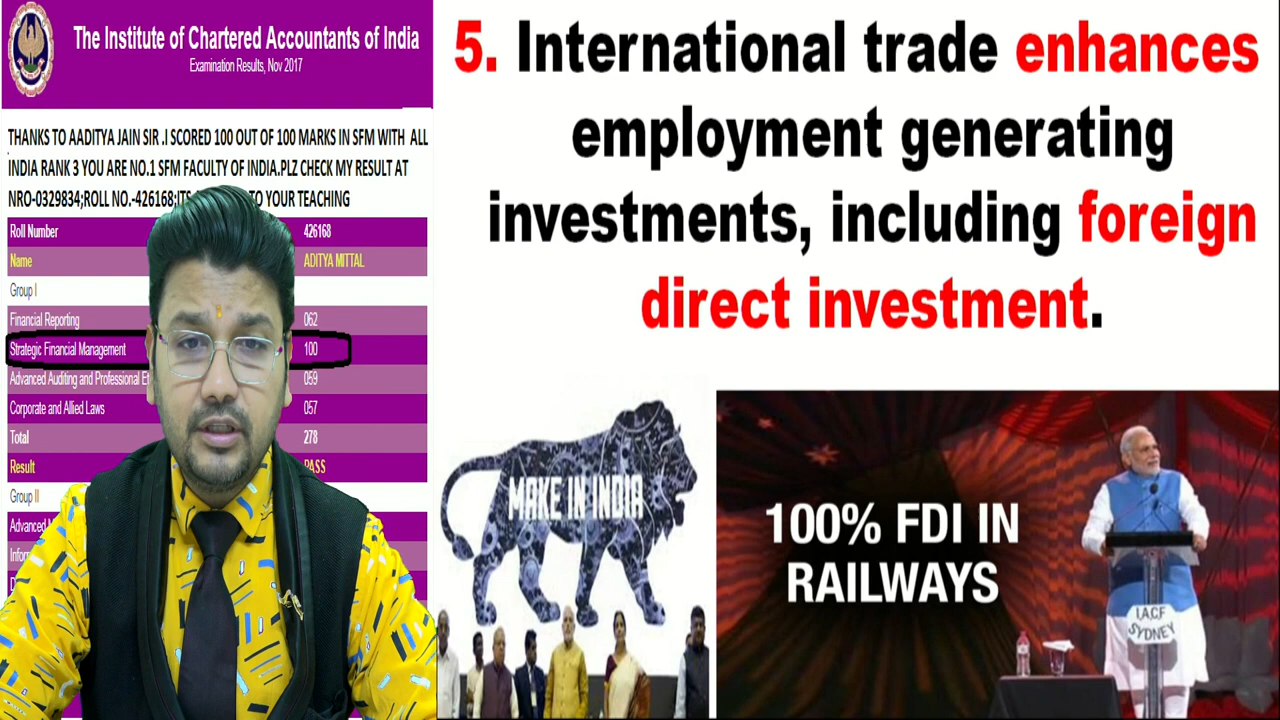 The Institute of Chartered Accountants of India
Examination Results, Nov 2017
THANKS TO AADITYA JAIN SIR .I SCORED 100 OUT OF 100 MARKS IN SFM WITH ALL
INDIA RANK 3 YOU ARE NO.1 SFM FACULTY OF INDIA.PLZ CHECK MY RESULT AT
NRO-0329834;ROLL NO.-426168;ITS TO YOUR TEACHING
Roll Number 426168
Name ADITYA MITTAL
Group I
Financial Reporting 062
Strategic Financial Management 100
Advanced Auditing and Professional 059
Corporate and Allied Laws 057
Total 278
Result PASS
Group II
Advanced
5. International trade enhances
employment generating
investments, including foreign
direct investment.
MAKE IN INDIA
100% FDI IN
RAILWAYS
IACF
SYDNEY